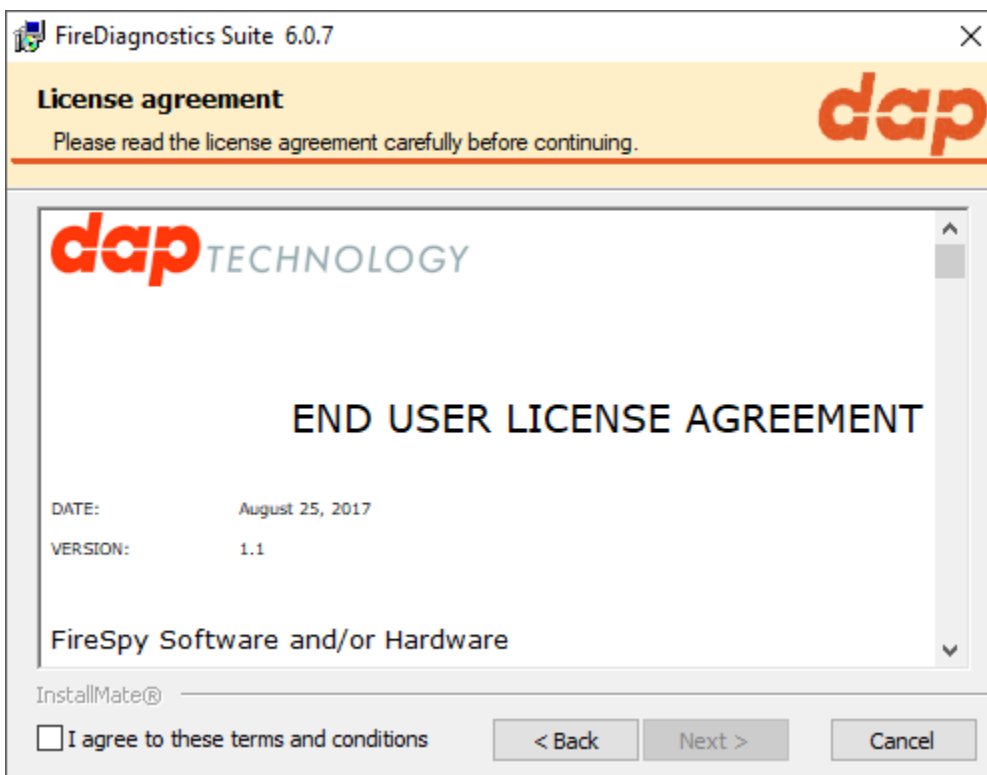 FireDiagnostics Suite 6.0.7
License agreement
dap
Please read the license agreement carefully before continuing.
dap TECHNOLOGY
END USER LICENSE AGREEMENT
DATE: August 25, 2017
VERSION: 1.1
FireSpy Software and/or Hardware
InstallMate®
I agree to these terms and conditions
< Back
Next >
Cancel